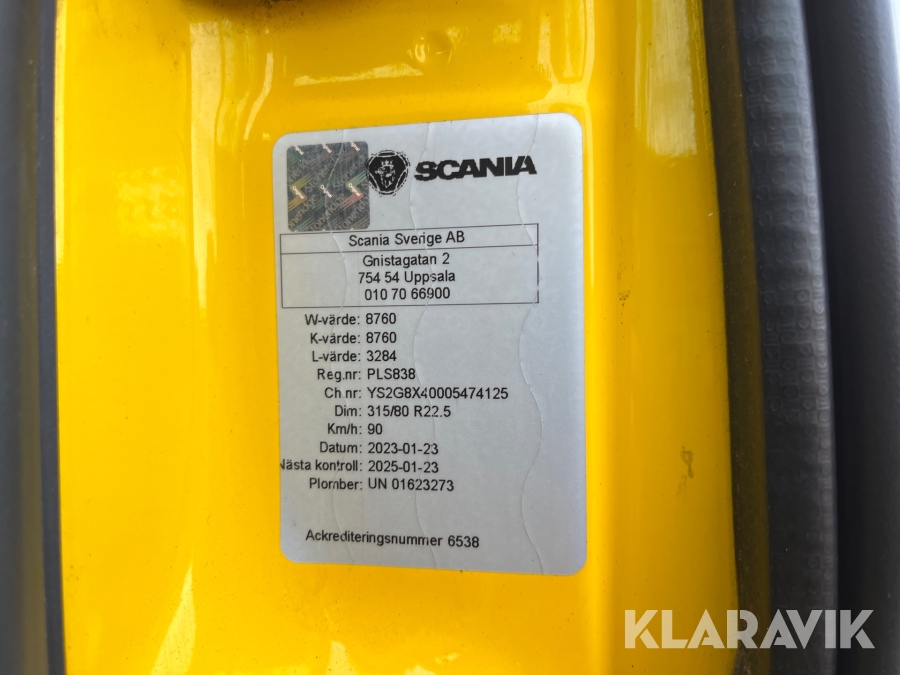 SCANIA
Scania Sverige AB
Gnistagatan 2
754 54 Uppsala
010 70 66900
W-värde: 8760
K-värde: 8760
L-värde: 3284
Reg.nr: PLS838
Ch.nr: YS2G8X40005474125
Dim: 315/80 R22.5
Km/h: 90
Datum: 2023-01-23
Nästa kontroll: 2025-01-23
Plomber: UN 01623273
Ackrediteringsnummer 6538
KLARAVIK